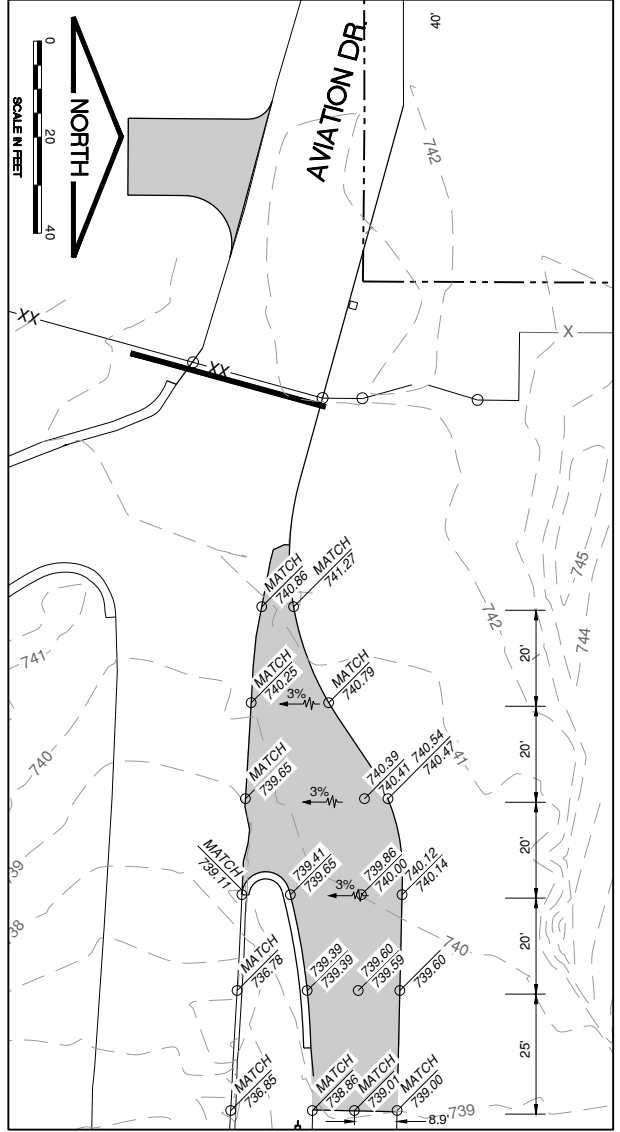 40'
AVIATION DR.
742
0 20 40
NORTH
SCALE IN FEET
XX
XX
X
745
744
742
MATCH
740.86
MATCH
741.27
20'
741
MATCH
740.25
3%
MATCH
740.79
20'
740
MATCH
739.65
3%
740.39
740.41
740.54
740.47
41
20'
39
MATCH
739.11
739.41
739.65
3%
739.86
740.00
740.12
740.14
20'
38
MATCH
736.78
739.39
739.39
739.60
739.59
739.60
740
25'
MATCH
736.85
MATCH
738.86
MATCH
739.01
MATCH
739.00
739
8.9'